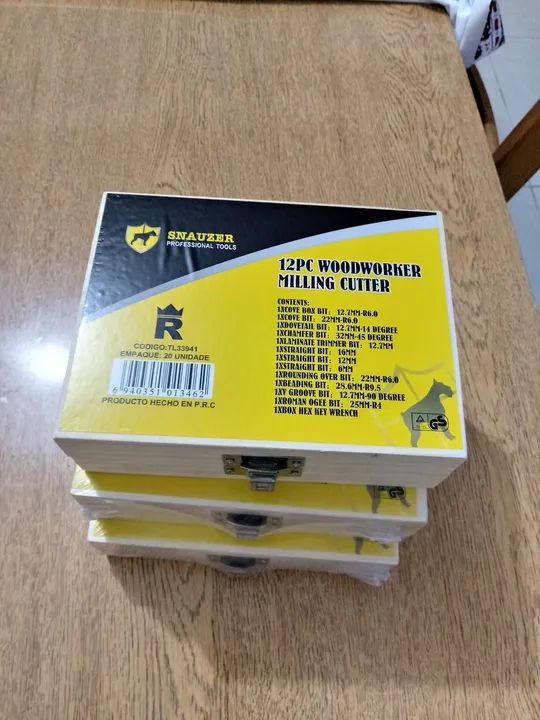 SNAUZER
PROFESSIONAL TOOLS
12PC WOODWORKER
MILLING CUTTER
CONTENTS:
1XCOVE BOX BIT: 12.7MM-R6.0
1XCOVE BIT: 22MM-R6.0
1XDOVETAIL BIT: 12.7MM-14 DEGREE
1XCHAMFER BIT: 32MM-45 DEGREE
1XLAMINATE TRIMMER BIT: 12.7MM
1XSTRAIGHT BIT: 16MM
1XSTRAIGHT BIT: 12MM
1XSTRAIGHT BIT: 6MM
1XROUNDING OVER BIT: 22MM-R6.0
1XBEADING BIT: 28.6MM-R9.5
1XV GROOVE BIT: 12.7MM-90 DEGREE
1XROMAN OGEE BIT: 25MM-R4
1XBOX HEX KEY WRENCH
R
CODIGO:TL33941
EMPAQUE: 20 UNIDADE
6 940351 013462
PRODUCTO HECHO EN P.R.C
GS